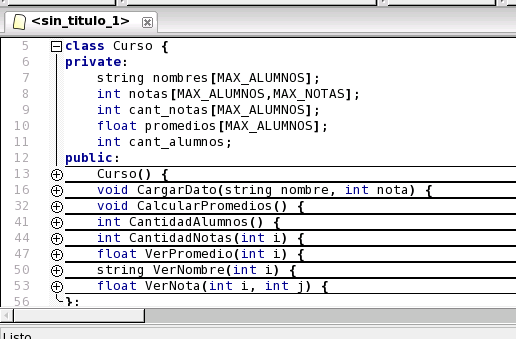 <sin_titulo_1>
5 class Curso {
6 private:
7 string nombres[MAX_ALUMNOS];
8 int notas[MAX_ALUMNOS,MAX_NOTAS];
9 int cant_notas[MAX_ALUMNOS];
10 float promedios[MAX_ALUMNOS];
11 int cant_alumnos;
12 public:
13 Curso() {
16 void CargarDato(string nombre, int nota) {
32 void CalcularPromedios() {
41 int CantidadAlumnos() {
44 int CantidadNotas(int i) {
47 float VerPromedio(int i) {
50 string VerNombre(int i) {
53 float VerNota(int i, int j) {
56 };
Listo